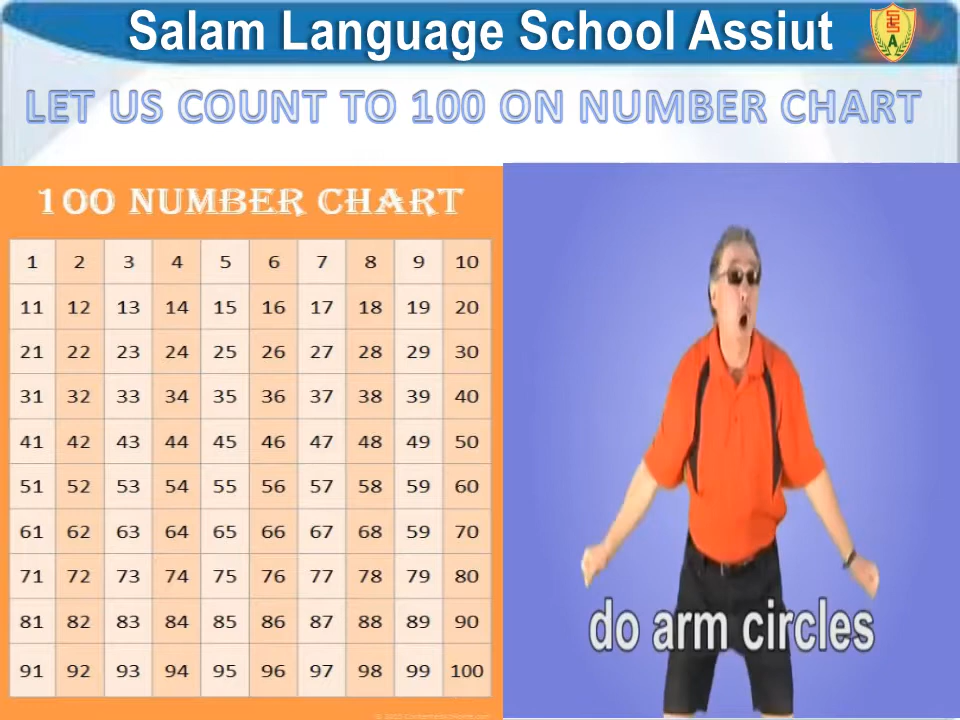 Salam Language School Assiut
LET US COUNT TO 100 ON NUMBER CHART
100 NUMBER CHART
1 2 3 4 5 6 7 8 9 10
11 12 13 14 15 16 17 18 19 20
21 22 23 24 25 26 27 28 29 30
31 32 33 34 35 36 37 38 39 40
41 42 43 44 45 46 47 48 49 50
51 52 53 54 55 56 57 58 59 60
61 62 63 64 65 66 67 68 59 70
71 72 73 74 75 76 77 78 79 80
81 82 83 84 85 86 87 88 89 90
91 92 93 94 95 96 97 98 99 100
do arm circles